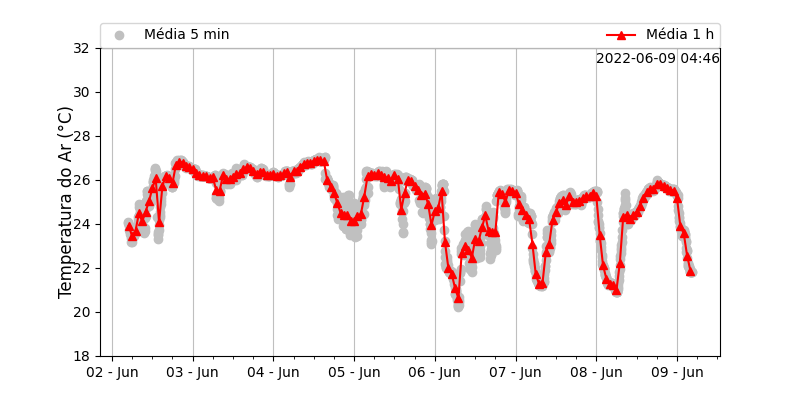 Média 5 min
Média 1 h
2022-06-09 04:46
Temperatura do Ar (°C)
32
30
28
26
24
22
20
18
02 - Jun
03 - Jun
04 - Jun
05 - Jun
06 - Jun
07 - Jun
08 - Jun
09 - Jun